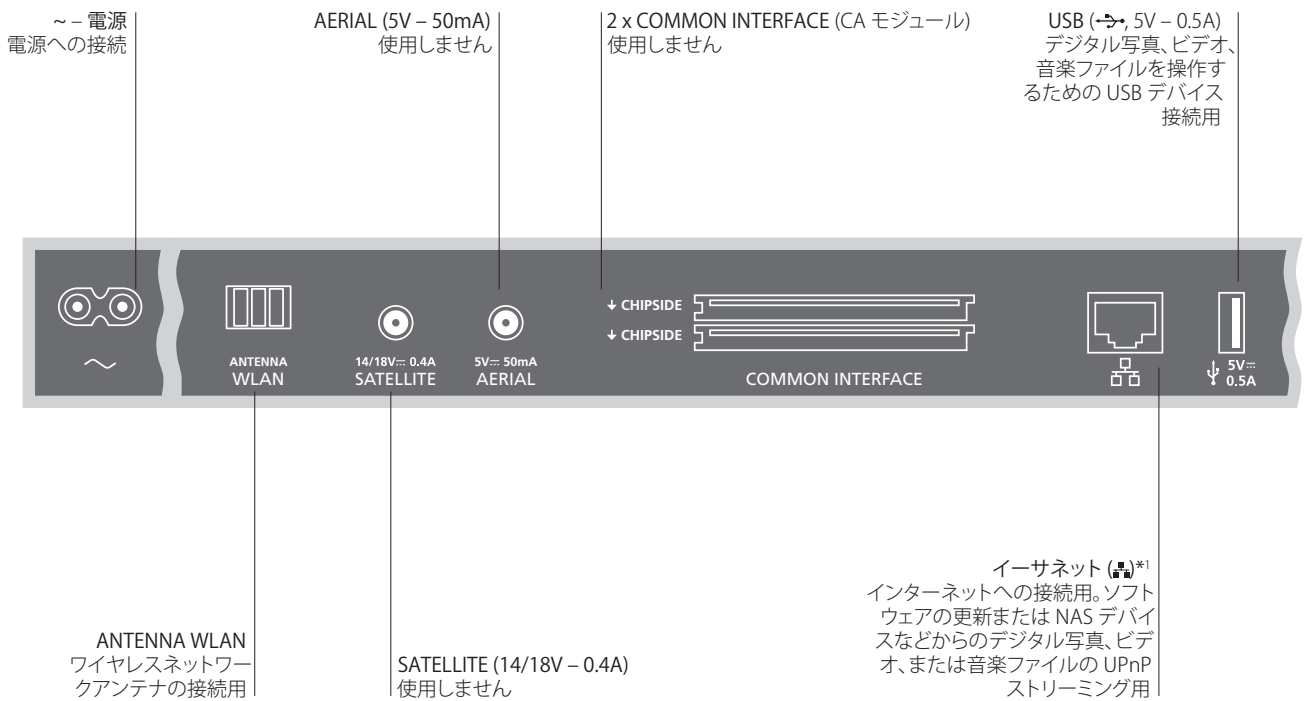 ~ – 電源
電源への接続
AERIAL (5V – 50mA)
使用しません
2 x COMMON INTERFACE (CA モジュール)
使用しません
USB (, 5V – 0.5A)
デジタル写真、ビデオ、
音楽ファイルを操作す
るための USB デバイス
接続用
CHIPSIDE
CHIPSIDE
ANTENNA
WLAN
14/18V⎓ 0.4A
SATELLITE
5V⎓ 50mA
AERIAL
COMMON INTERFACE
5V⎓
0.5A
ANTENNA WLAN
ワイヤレスネットワー
クアンテナの接続用
SATELLITE (14/18V – 0.4A)
使用しません
イーサネット ()*1
インターネットへの接続用。ソフト
ウェアの更新または NAS デバイ
スなどからのデジタル写真、ビデ
オ、または音楽ファイルの UPnP
ストリーミング用